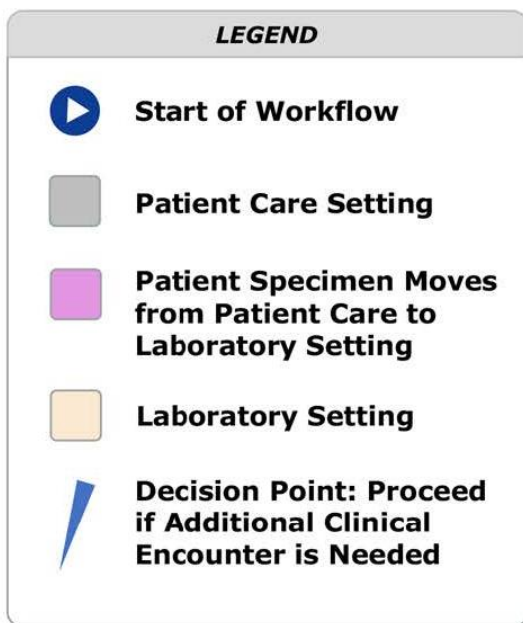 LEGEND
Start of Workflow
Patient Care Setting
Patient Specimen Moves
from Patient Care to
Laboratory Setting
Laboratory Setting
Decision Point: Proceed
if Additional Clinical
Encounter is Needed